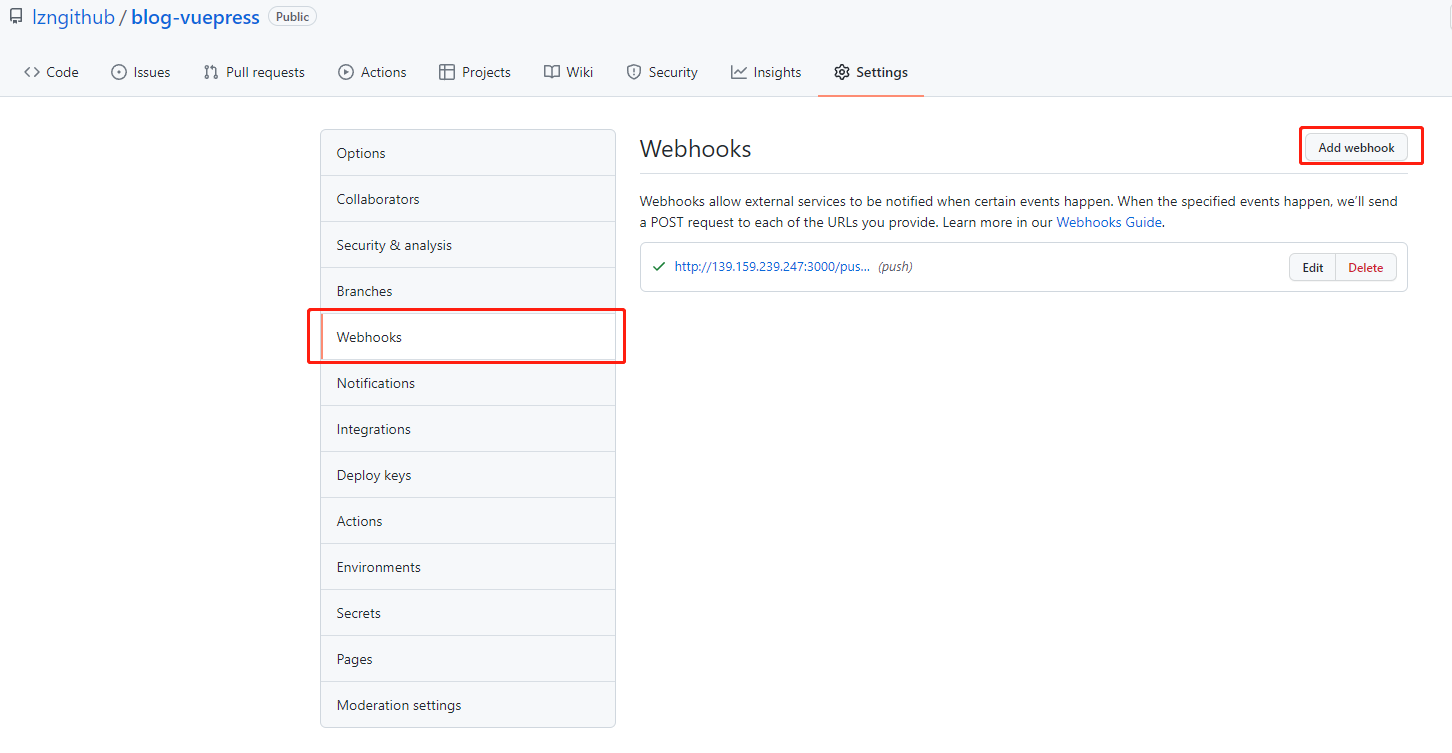 lzngithub / blog-vuepress Public
Code Issues Pull requests Actions Projects Wiki Security Insights Settings
Options
Collaborators
Security & analysis
Branches
Webhooks
Notifications
Integrations
Deploy keys
Actions
Environments
Secrets
Pages
Moderation settings
Webhooks
Add webhook
Webhooks allow external services to be notified when certain events happen. When the specified events happen, we’ll send
a POST request to each of the URLs you provide. Learn more in our Webhooks Guide.
http://139.159.239.247:3000/pus... (push)
Edit Delete